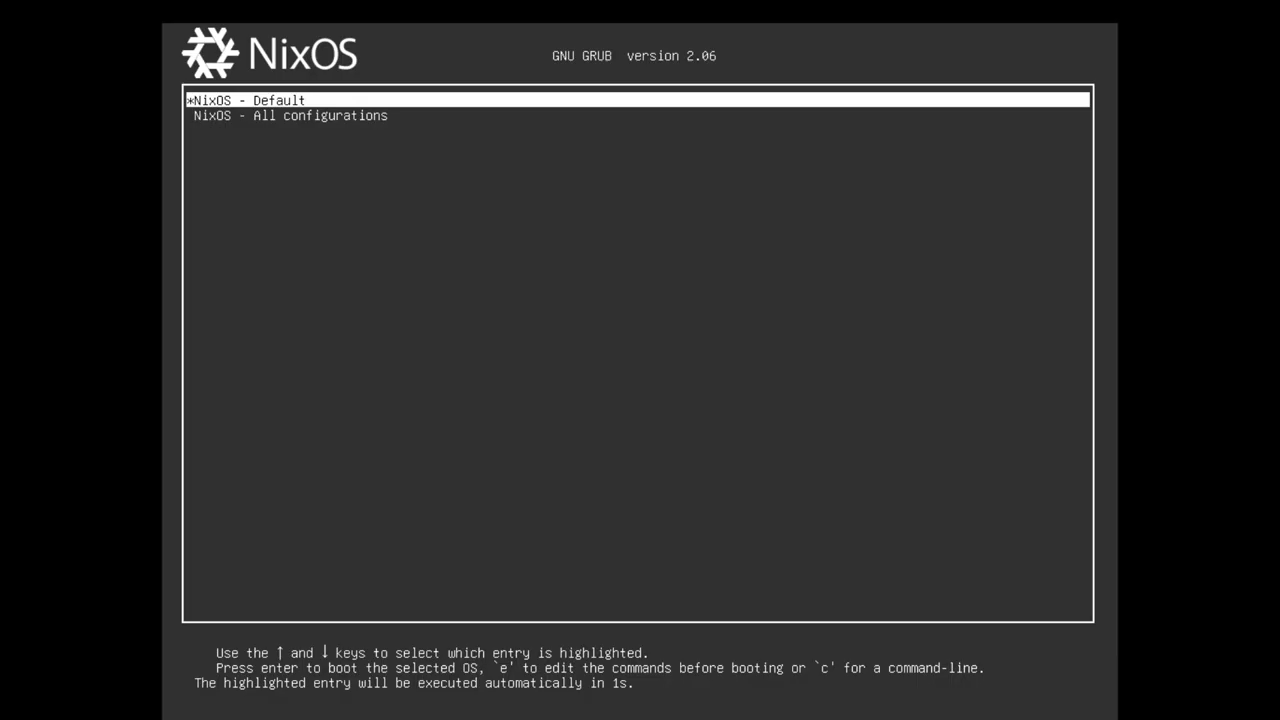 NixOS
GNU GRUB  version 2.06
*NixOS - Default
NixOS - All configurations
Use the ↑ and ↓ keys to select which entry is highlighted.
Press enter to boot the selected OS, `e' to edit the commands before booting or `c' for a command-line.
The highlighted entry will be executed automatically in 1s.